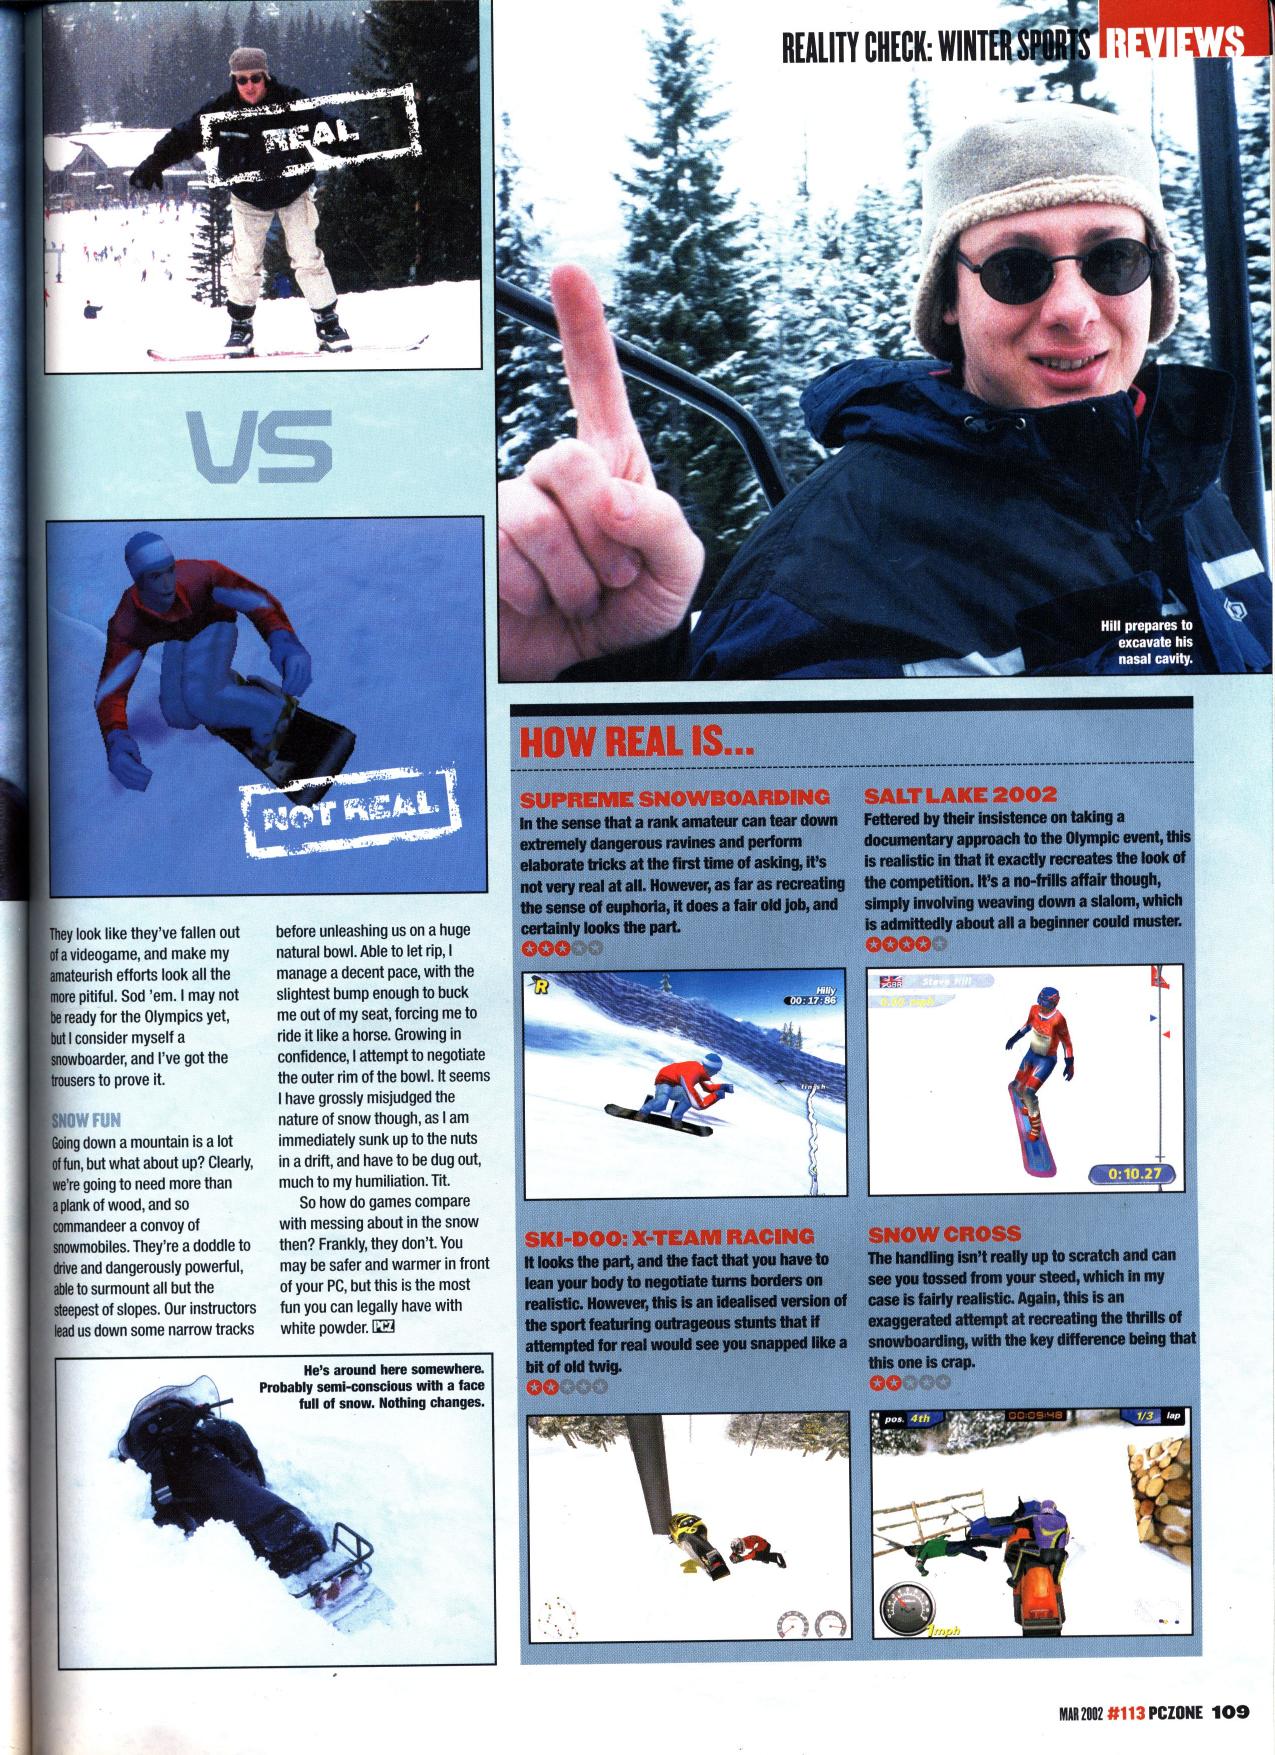 REALITY CHECK: WINTER SPORTS REVIEWS
REAL
VS
NOT REAL
Hill prepares to
excavate his
nasal cavity.
They look like they've fallen out
of a videogame, and make my
amateurish efforts look all the
more pitiful. Sod 'em. I may not
be ready for the Olympics yet,
but I consider myself a
snowboarder, and I've got the
trousers to prove it.
SNOW FUN
Going down a mountain is a lot
of fun, but what about up? Clearly,
we're going to need more than
a plank of wood, and so
commandeer a convoy of
snowmobiles. They're a doddle to
drive and dangerously powerful,
able to surmount all but the
steepest of slopes. Our instructors
lead us down some narrow tracks
before unleashing us on a huge
natural bowl. Able to let rip, I
manage a decent pace, with the
slightest bump enough to buck
me out of my seat, forcing me to
ride it like a horse. Growing in
confidence, I attempt to negotiate
the outer rim of the bowl. It seems
I have grossly misjudged the
nature of snow though, as I am
immediately sunk up to the nuts
in a drift, and have to be dug out,
much to my humiliation. Tit.
So how do games compare
with messing about in the snow
then? Frankly, they don't. You
may be safer and warmer in front
of your PC, but this is the most
fun you can legally have with
white powder. PCZ
He's around here somewhere.
Probably semi-conscious with a face
full of snow. Nothing changes.
HOW REAL IS...
SUPREME SNOWBOARDING
In the sense that a rank amateur can tear down
extremely dangerous ravines and perform
elaborate tricks at the first time of asking, it's
not very real at all. However, as far as recreating
the sense of euphoria, it does a fair old job, and
certainly looks the part.
R
Hilly
00:17:86
finish
SALT LAKE 2002
Fettered by their insistence on taking a
documentary approach to the Olympic event, this
is realistic in that it exactly recreates the look of
the competition. It's a no-frills affair though,
simply involving weaving down a slalom, which
is admittedly about all a beginner could muster.
GBR Steve Hill
mph
0:10.27
SKI-DOO: X-TEAM RACING
It looks the part, and the fact that you have to
lean your body to negotiate turns borders on
realistic. However, this is an idealised version of
the sport featuring outrageous stunts that if
attempted for real would see you snapped like a
bit of old twig.
SNOW CROSS
The handling isn't really up to scratch and can
see you tossed from your steed, which in my
case is fairly realistic. Again, this is an
exaggerated attempt at recreating the thrills of
snowboarding, with the key difference being that
this one is crap.
pos. 4th 00:05:48 1/3 lap
1mph
MAR 2002 #113 PCZONE 109